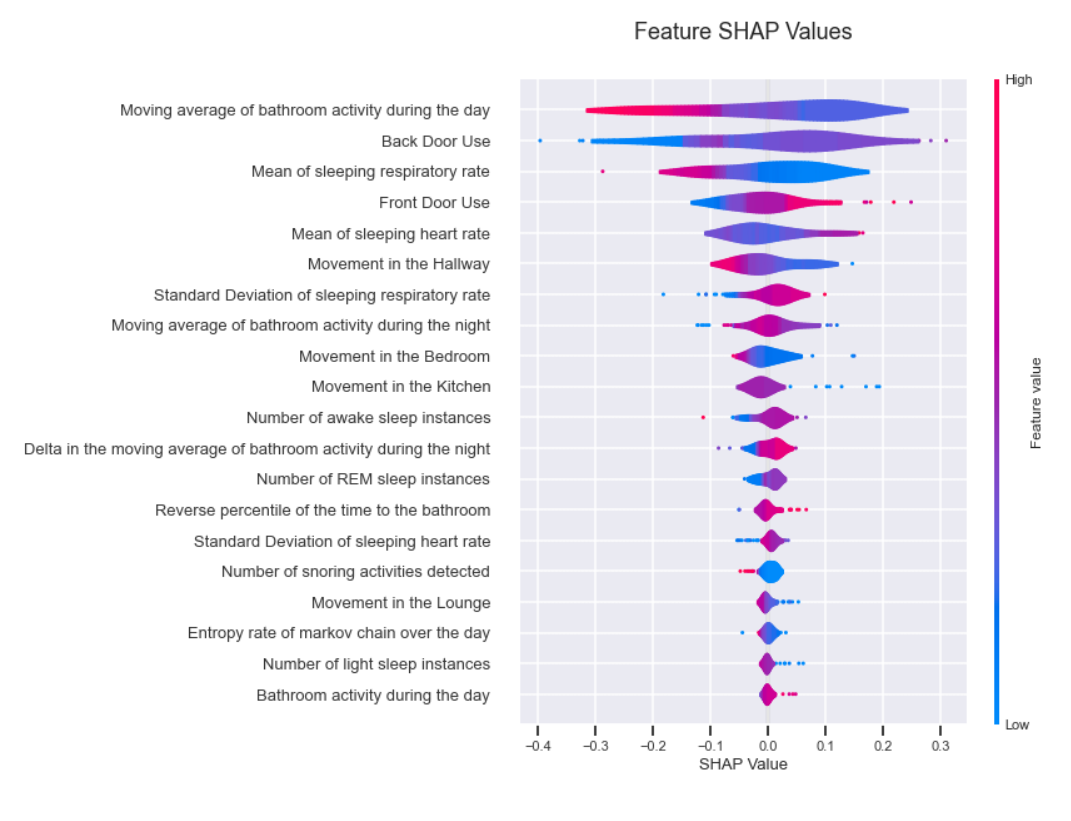 Feature SHAP Values
High
Moving average of bathroom activity during the day
Back Door Use
Mean of sleeping respiratory rate
Front Door Use
Mean of sleeping heart rate
Movement in the Hallway
Standard Deviation of sleeping respiratory rate
Moving average of bathroom activity during the night
Movement in the Bedroom
Movement in the Kitchen
Number of awake sleep instances
Delta in the moving average of bathroom activity during the night
Number of REM sleep instances
Reverse percentile of the time to the bathroom
Standard Deviation of sleeping heart rate
Number of snoring activities detected
Movement in the Lounge
Entropy rate of markov chain over the day
Number of light sleep instances
Bathroom activity during the day
Feature value
Low
−0.4 −0.3 −0.2 −0.1 0.0 0.1 0.2 0.3
SHAP Value